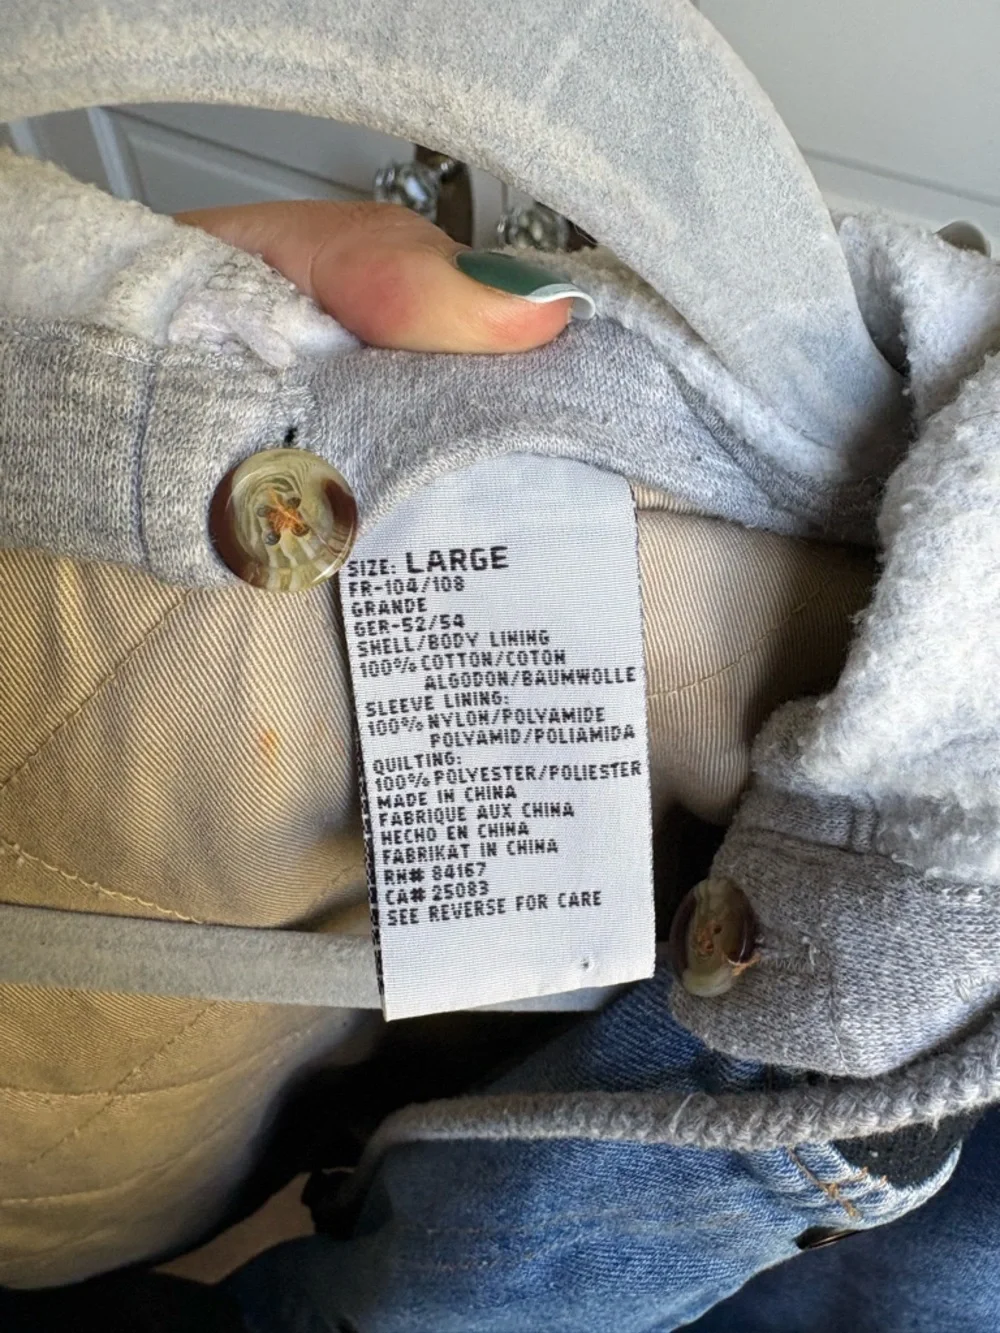 SIZE: LARGE
FR-104/108
GRANDE
GER-52/54
SHELL/BODY LINING
100% COTTON/COTON
ALGODON/BAUMWOLLE
SLEEVE LINING:
100% NYLON/POLYAMIDE
POLYAMID/POLIAMIDA
QUILTING:
100% POLYESTER/POLIESTER
MADE IN CHINA
FABRIQUE AUX CHINA
HECHO EN CHINA
FABRIKAT IN CHINA
RN# 84167
CA# 25083
SEE REVERSE FOR CARE